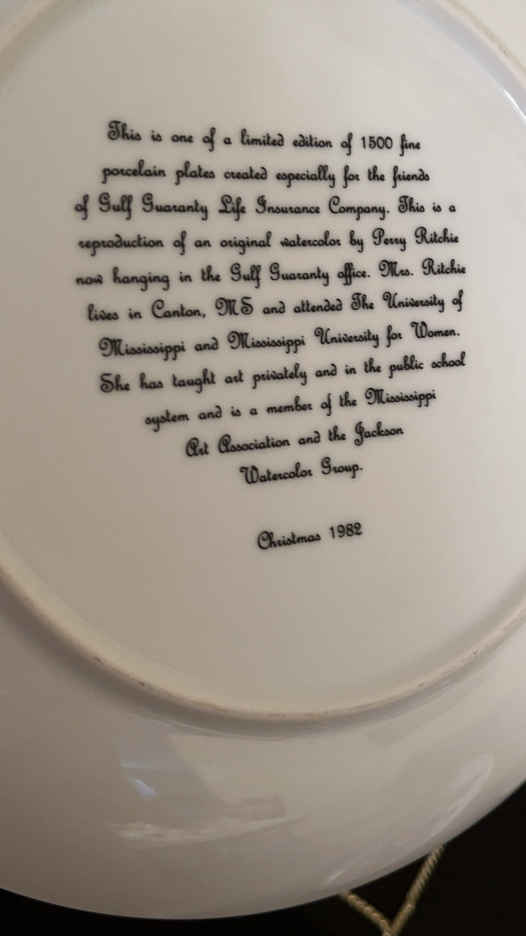 This is one of a limited edition of 1500 fine
porcelain plates created especially for the friends
of Gulf Guaranty Life Insurance Company. This is a
reproduction of an original watercolor by Perry Ritchie
now hanging in the Gulf Guaranty office. Mrs. Ritchie
lives in Canton, MS and attended The University of
Mississippi and Mississippi University for Women.
She has taught art privately and in the public school
system and is a member of the Mississippi
Art Association and the Jackson
Watercolor Group.
Christmas 1982